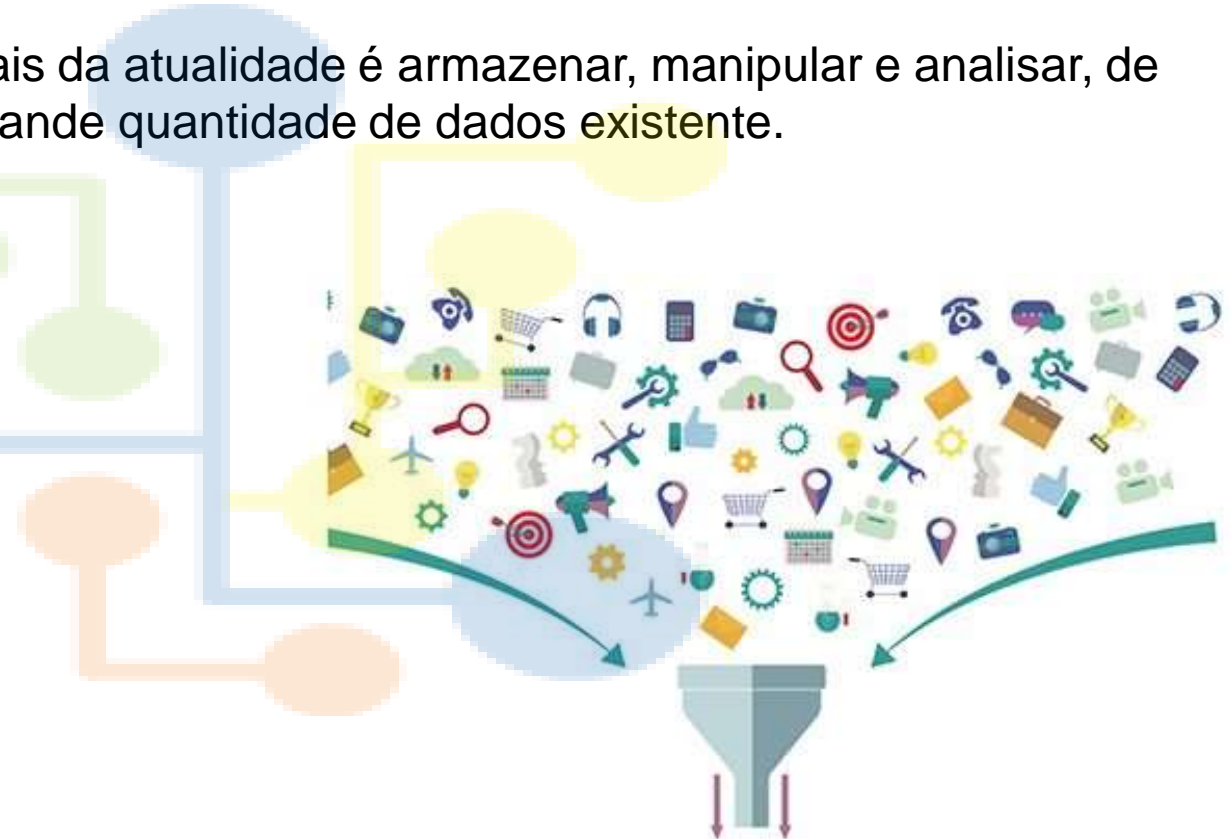 ais da atualidade é armazenar, manipular e analisar, de
ande quantidade de dados existente.